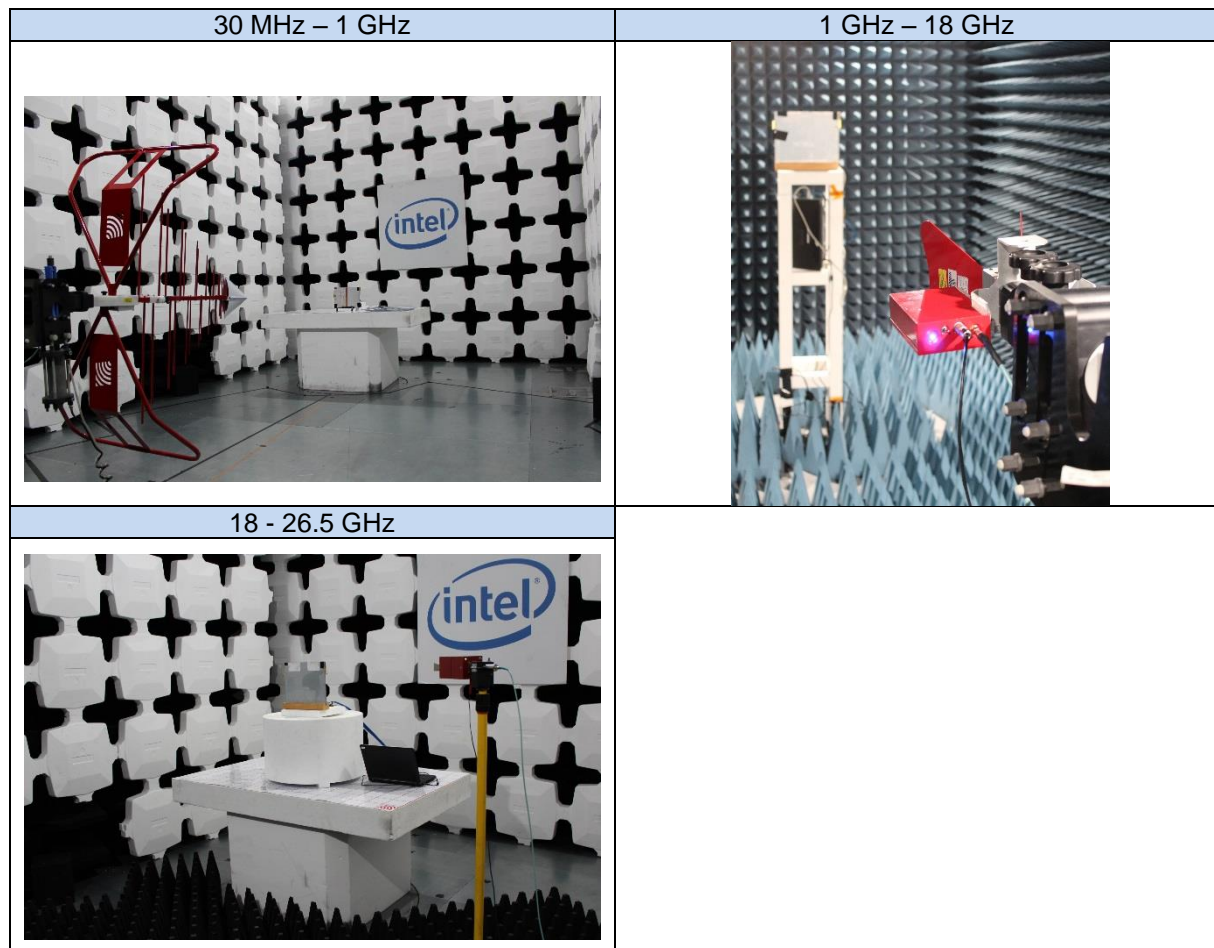 30 MHz – 1 GHz
1 GHz – 18 GHz
intel
18 - 26.5 GHz
intel®